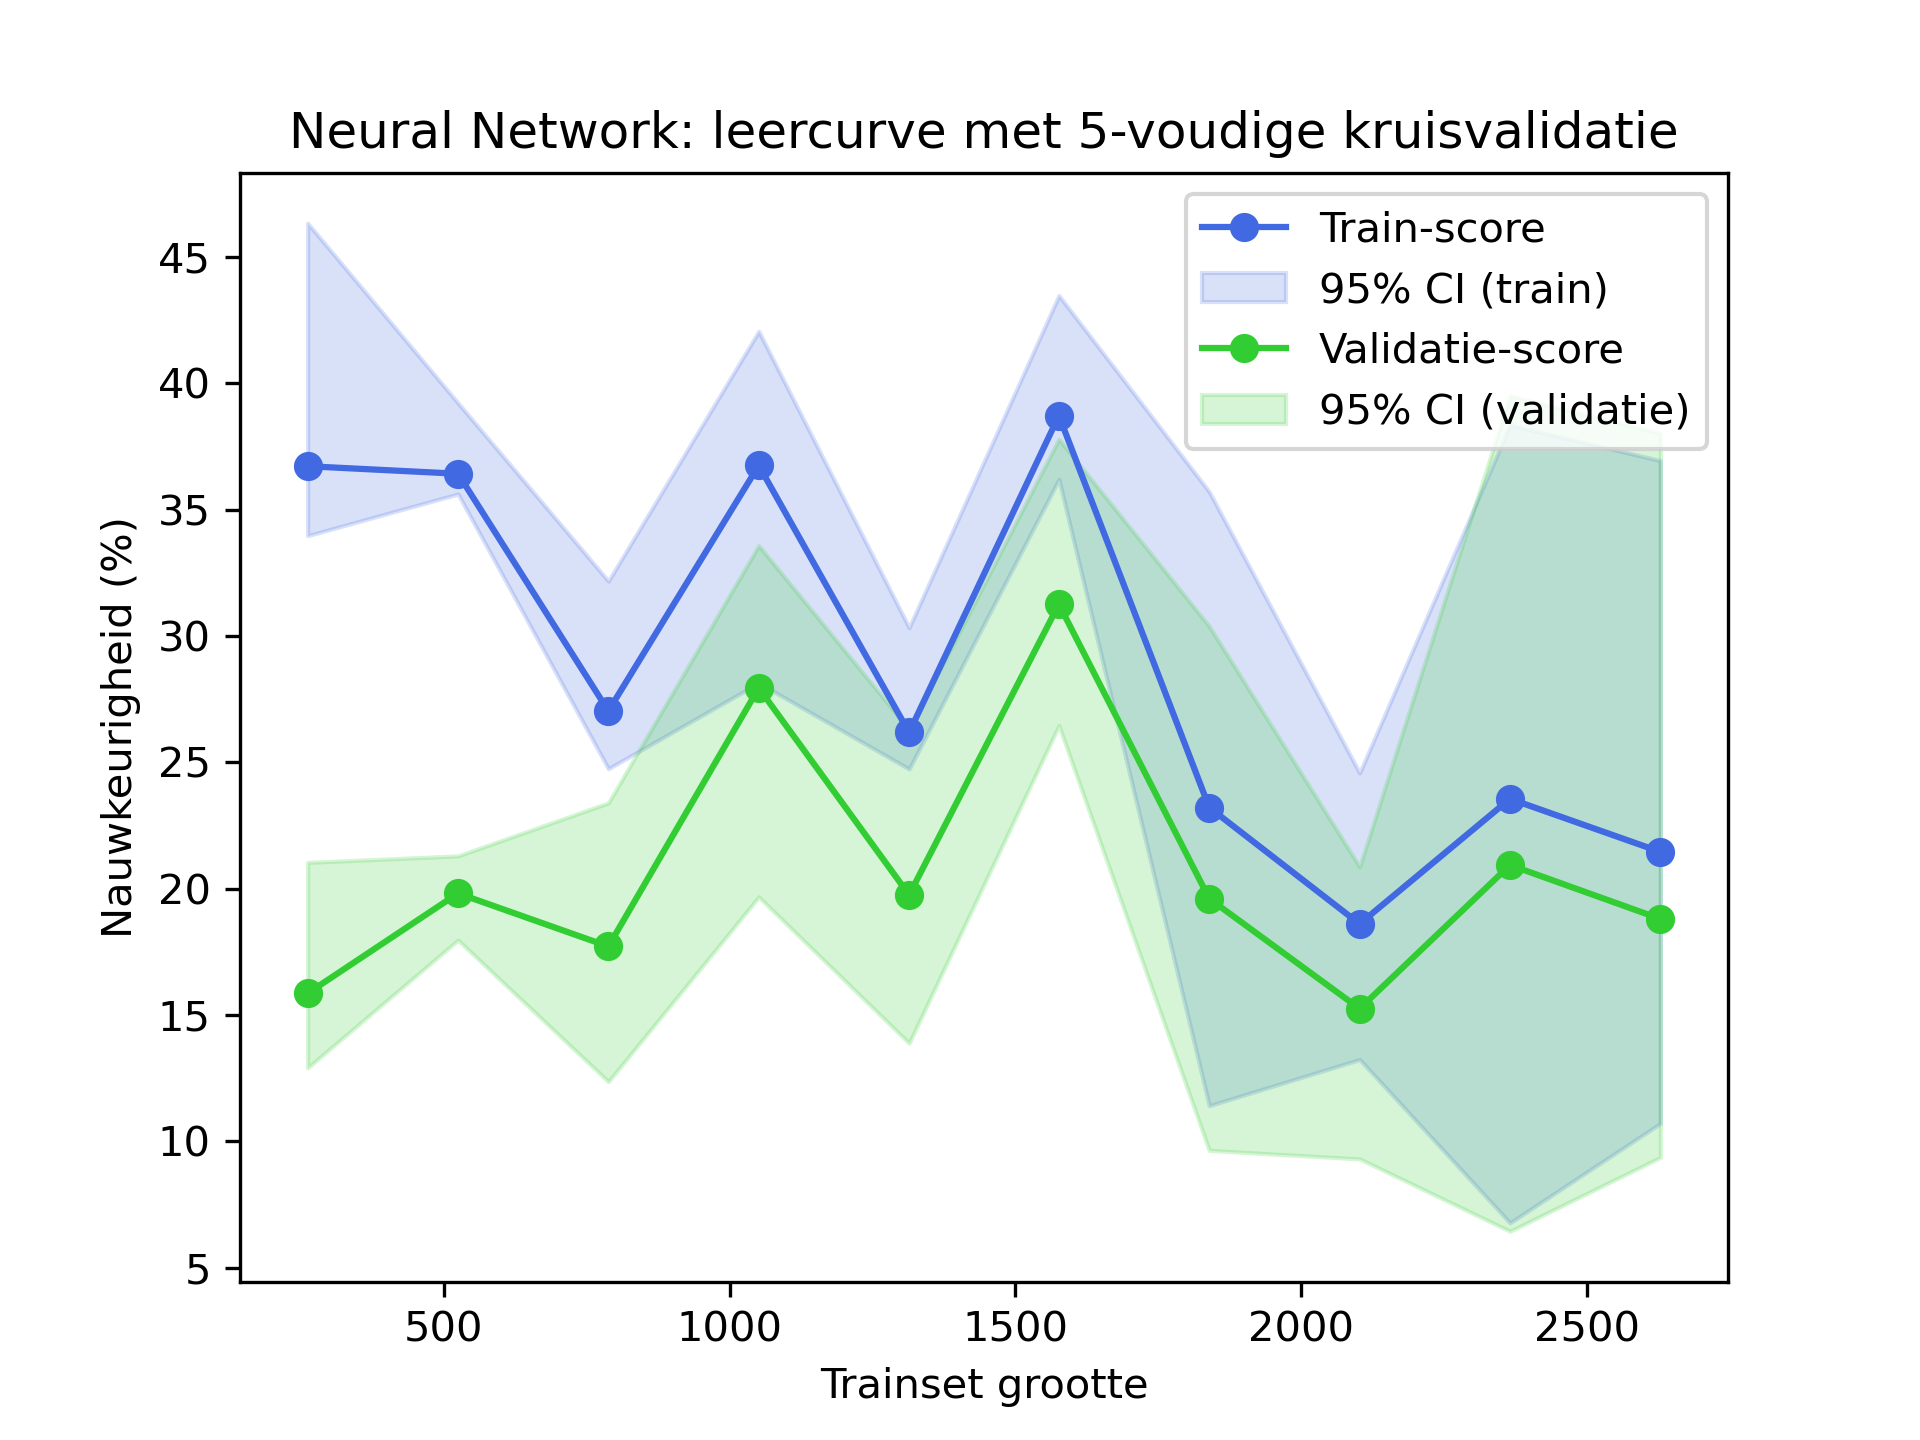 Neural Network: leercurve met 5-voudige kruisvalidatie
Train-score
95% CI (train)
Validatie-score
95% CI (validatie)
Nauwkeurigheid (%)
45
40
35
30
25
20
15
10
5
500 1000 1500 2000 2500
Trainset grootte